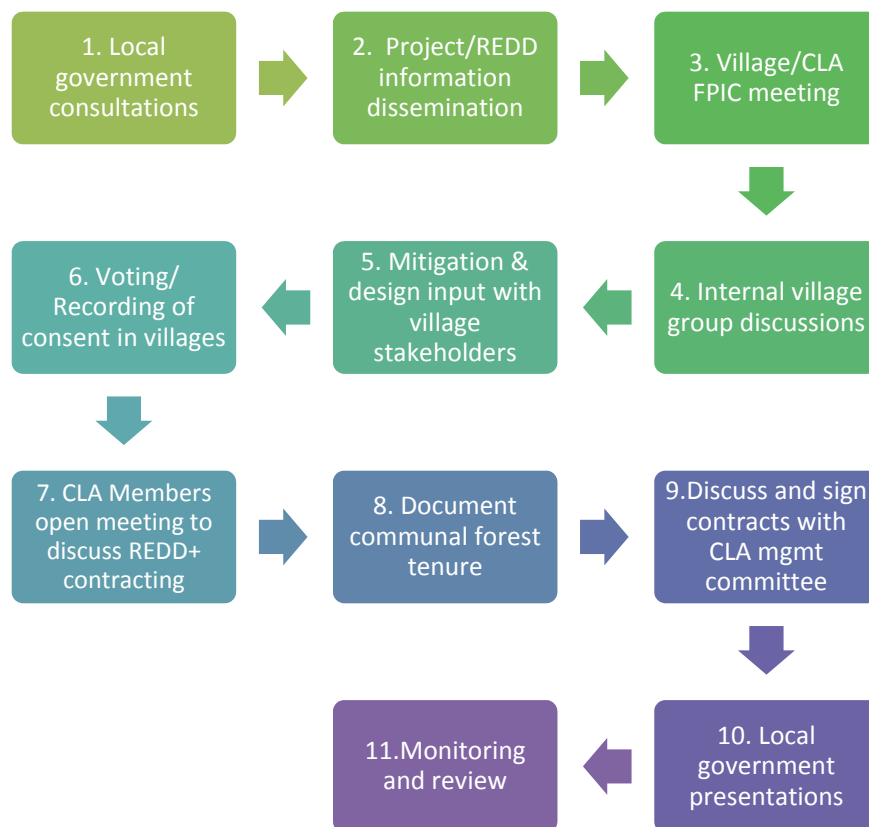 1. Local
government
consultations
2. Project/REDD
information
dissemination
3. Village/CLA
FPIC meeting
4. Internal village
group discussions
5. Mitigation &
design input with
village
stakeholders
6. Voting/
Recording of
consent in villages
7. CLA Members
open meeting to
discuss REDD+
contracting
8. Document
communal forest
tenure
9.Discuss and sign
contracts with
CLA mgmt
committee
10. Local
government
presentations
11.Monitoring
and review